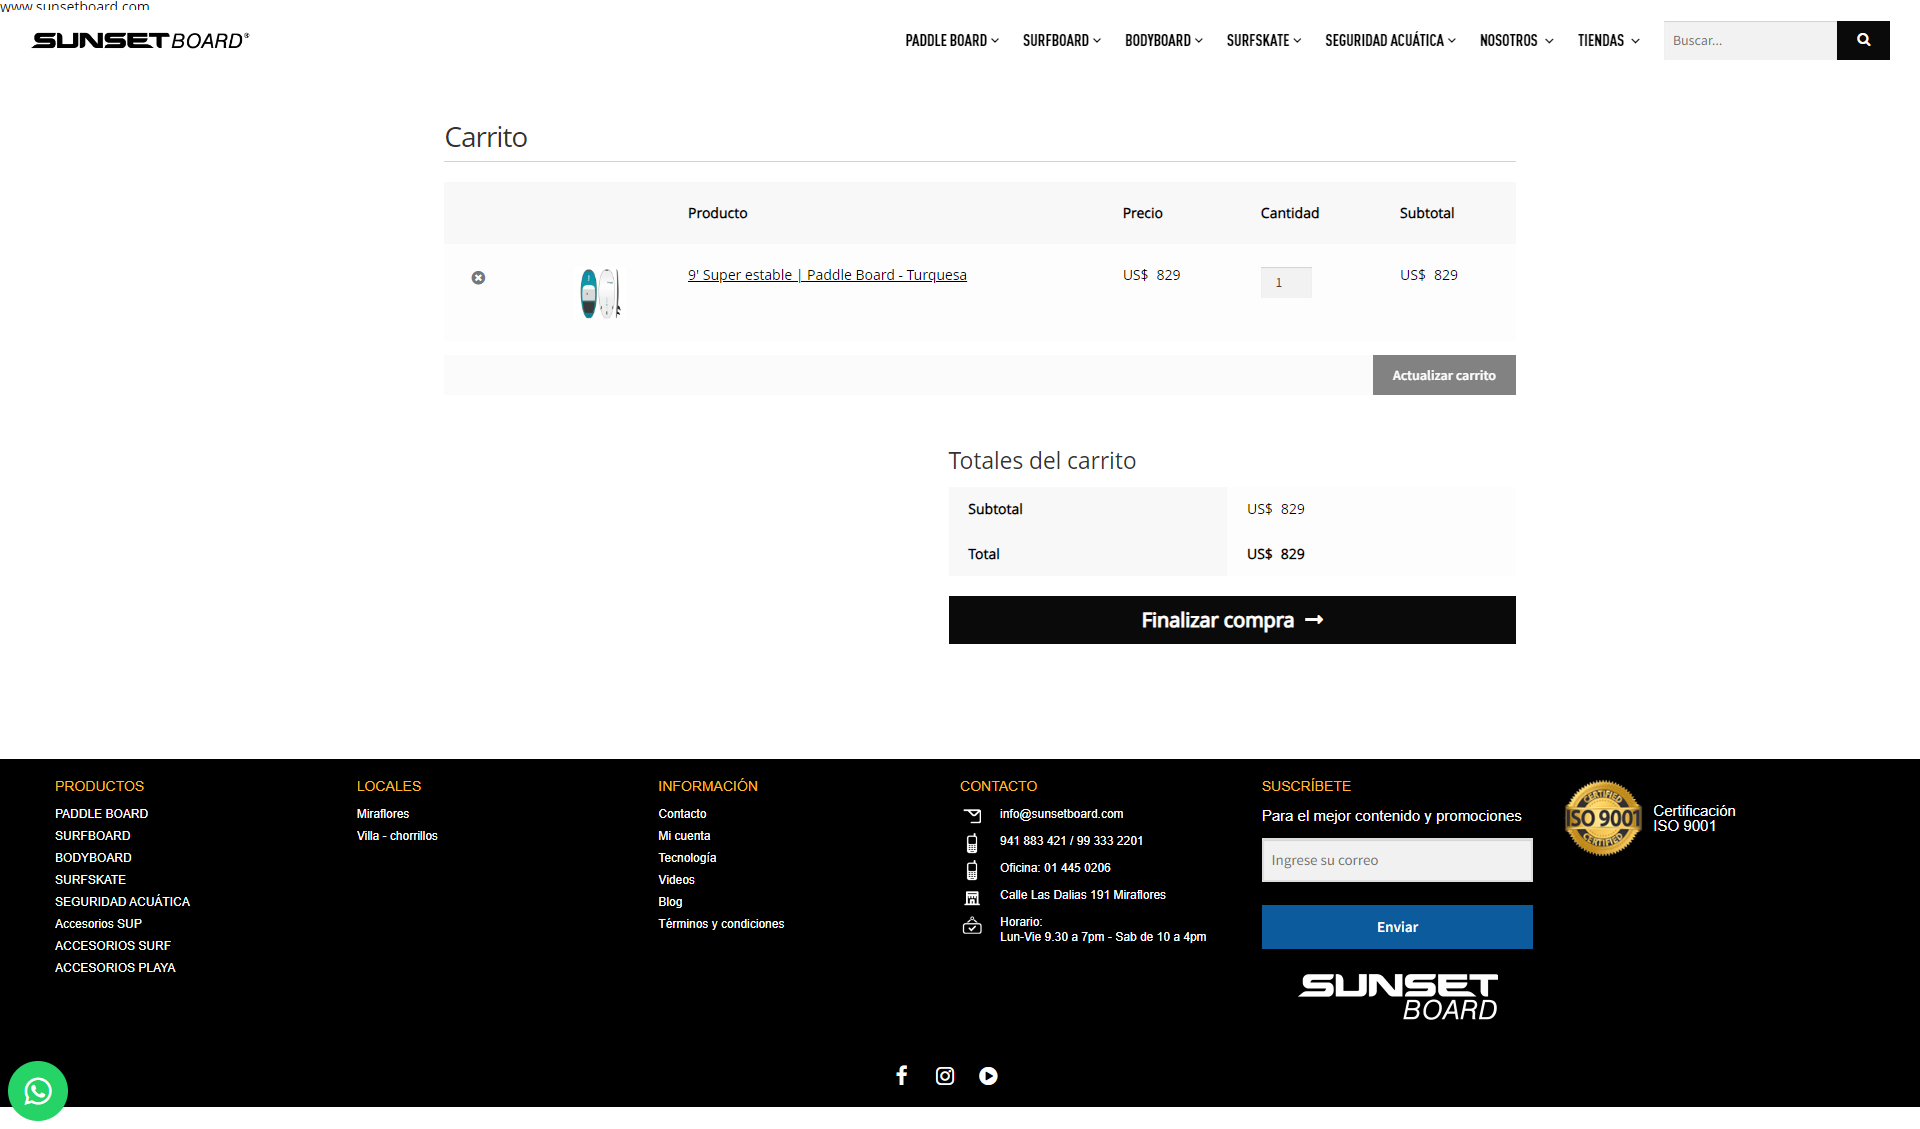 www.sunsetboard.com
SUNSET BOARD®
PADDLE BOARD
SURFBOARD
BODYBOARD
SURFSKATE
SEGURIDAD ACUÁTICA
NOSOTROS
TIENDAS
Buscar...
Carrito
Producto Precio Cantidad Subtotal
9' Super estable | Paddle Board - Turquesa US$ 829 1 US$ 829
Actualizar carrito
Totales del carrito
Subtotal US$ 829
Total US$ 829
Finalizar compra →
PRODUCTOS
PADDLE BOARD
SURFBOARD
BODYBOARD
SURFSKATE
SEGURIDAD ACUÁTICA
Accesorios SUP
ACCESORIOS SURF
ACCESORIOS PLAYA
LOCALES
Miraflores
Villa - chorrillos
INFORMACIÓN
Contacto
Mi cuenta
Tecnología
Videos
Blog
Términos y condiciones
CONTACTO
info@sunsetboard.com
941 883 421 / 99 333 2201
Oficina: 01 445 0206
Calle Las Dalias 191 Miraflores
Horario:
Lun-Vie 9.30 a 7pm - Sab de 10 a 4pm
SUSCRÍBETE
Para el mejor contenido y promociones
Ingrese su correo
Enviar
SUNSET
BOARD
CERTIFIED
ISO 9001
CERTIFIED
Certificación
ISO 9001